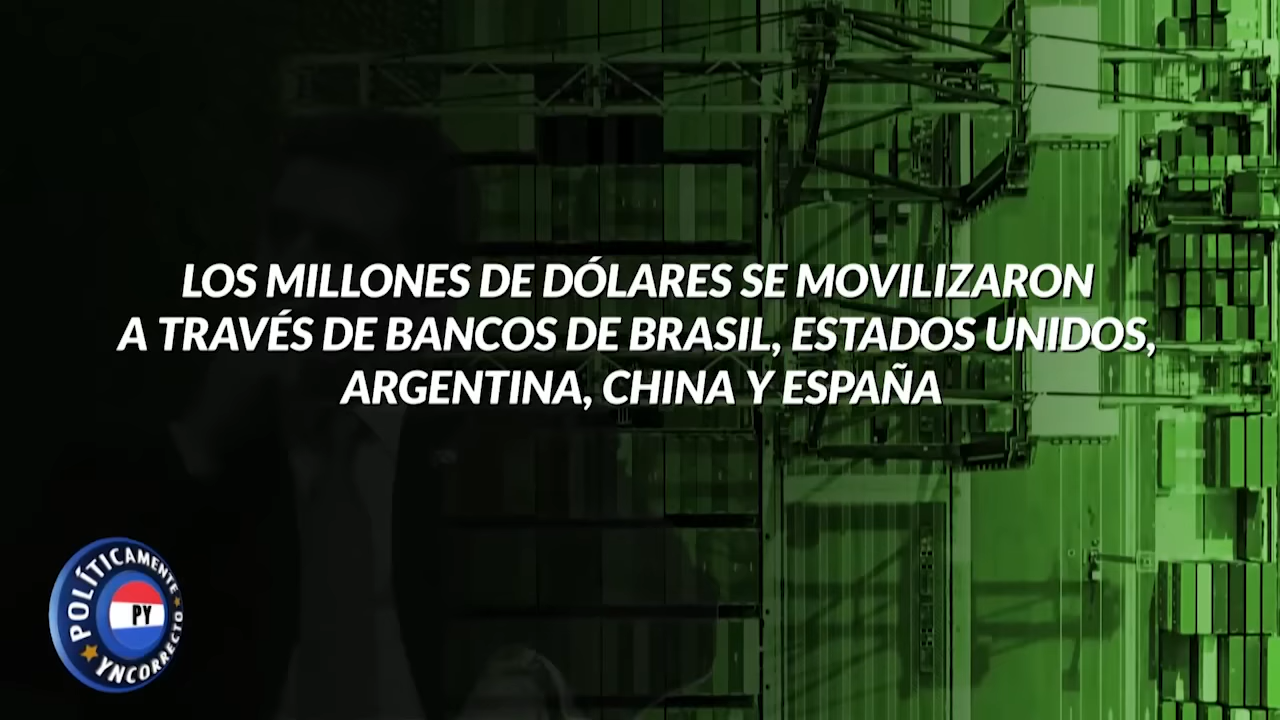 LOS MILLONES DE DÓLARES SE MOVILIZARON
A TRAVÉS DE BANCOS DE BRASIL, ESTADOS UNIDOS,
ARGENTINA, CHINA Y ESPAÑA
POLÍTICAMENTE
PY
YNCORRECTO